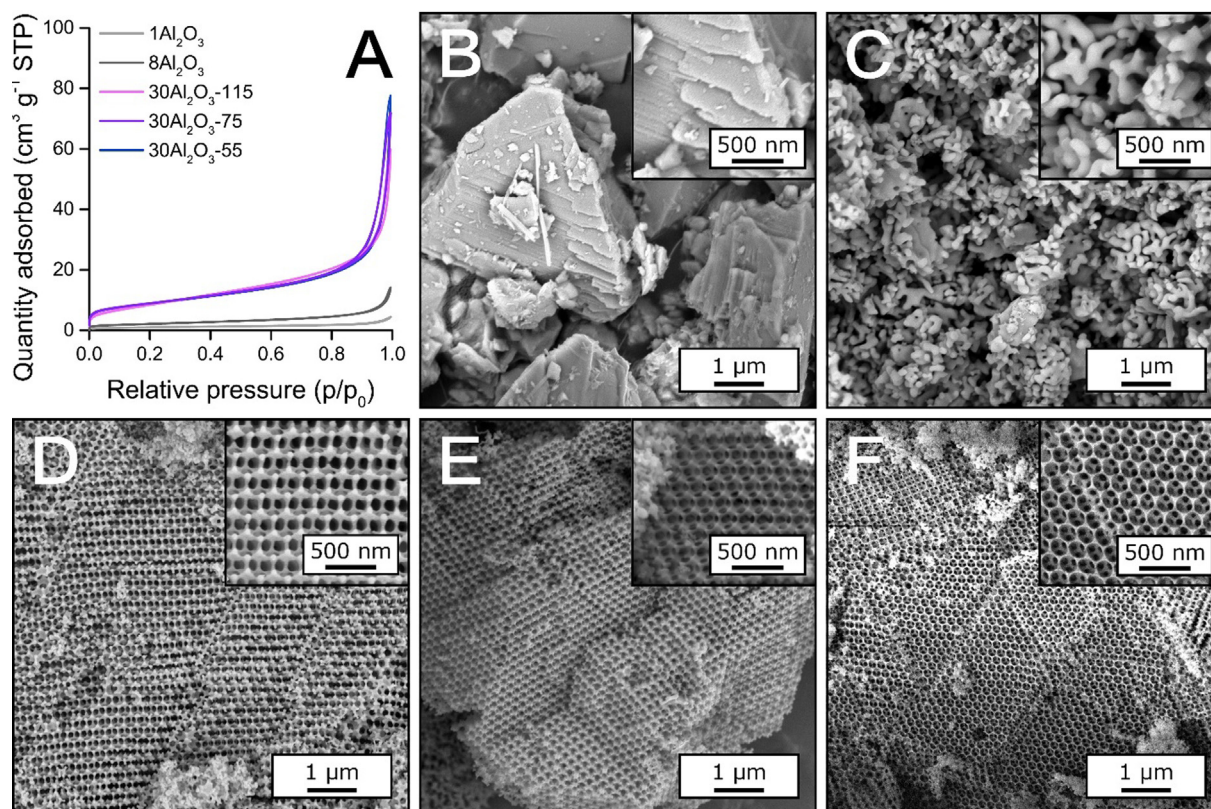 A
100
80
60
40
20
0
Quantity adsorbed (cm³ g⁻¹ STP)
1Al₂O₃
8Al₂O₃
30Al₂O₃-115
30Al₂O₃-75
30Al₂O₃-55
0.0 0.2 0.4 0.6 0.8 1.0
Relative pressure (p/p₀)
B
500 nm
1 µm
C
500 nm
1 µm
D
500 nm
1 µm
E
500 nm
1 µm
F
500 nm
1 µm